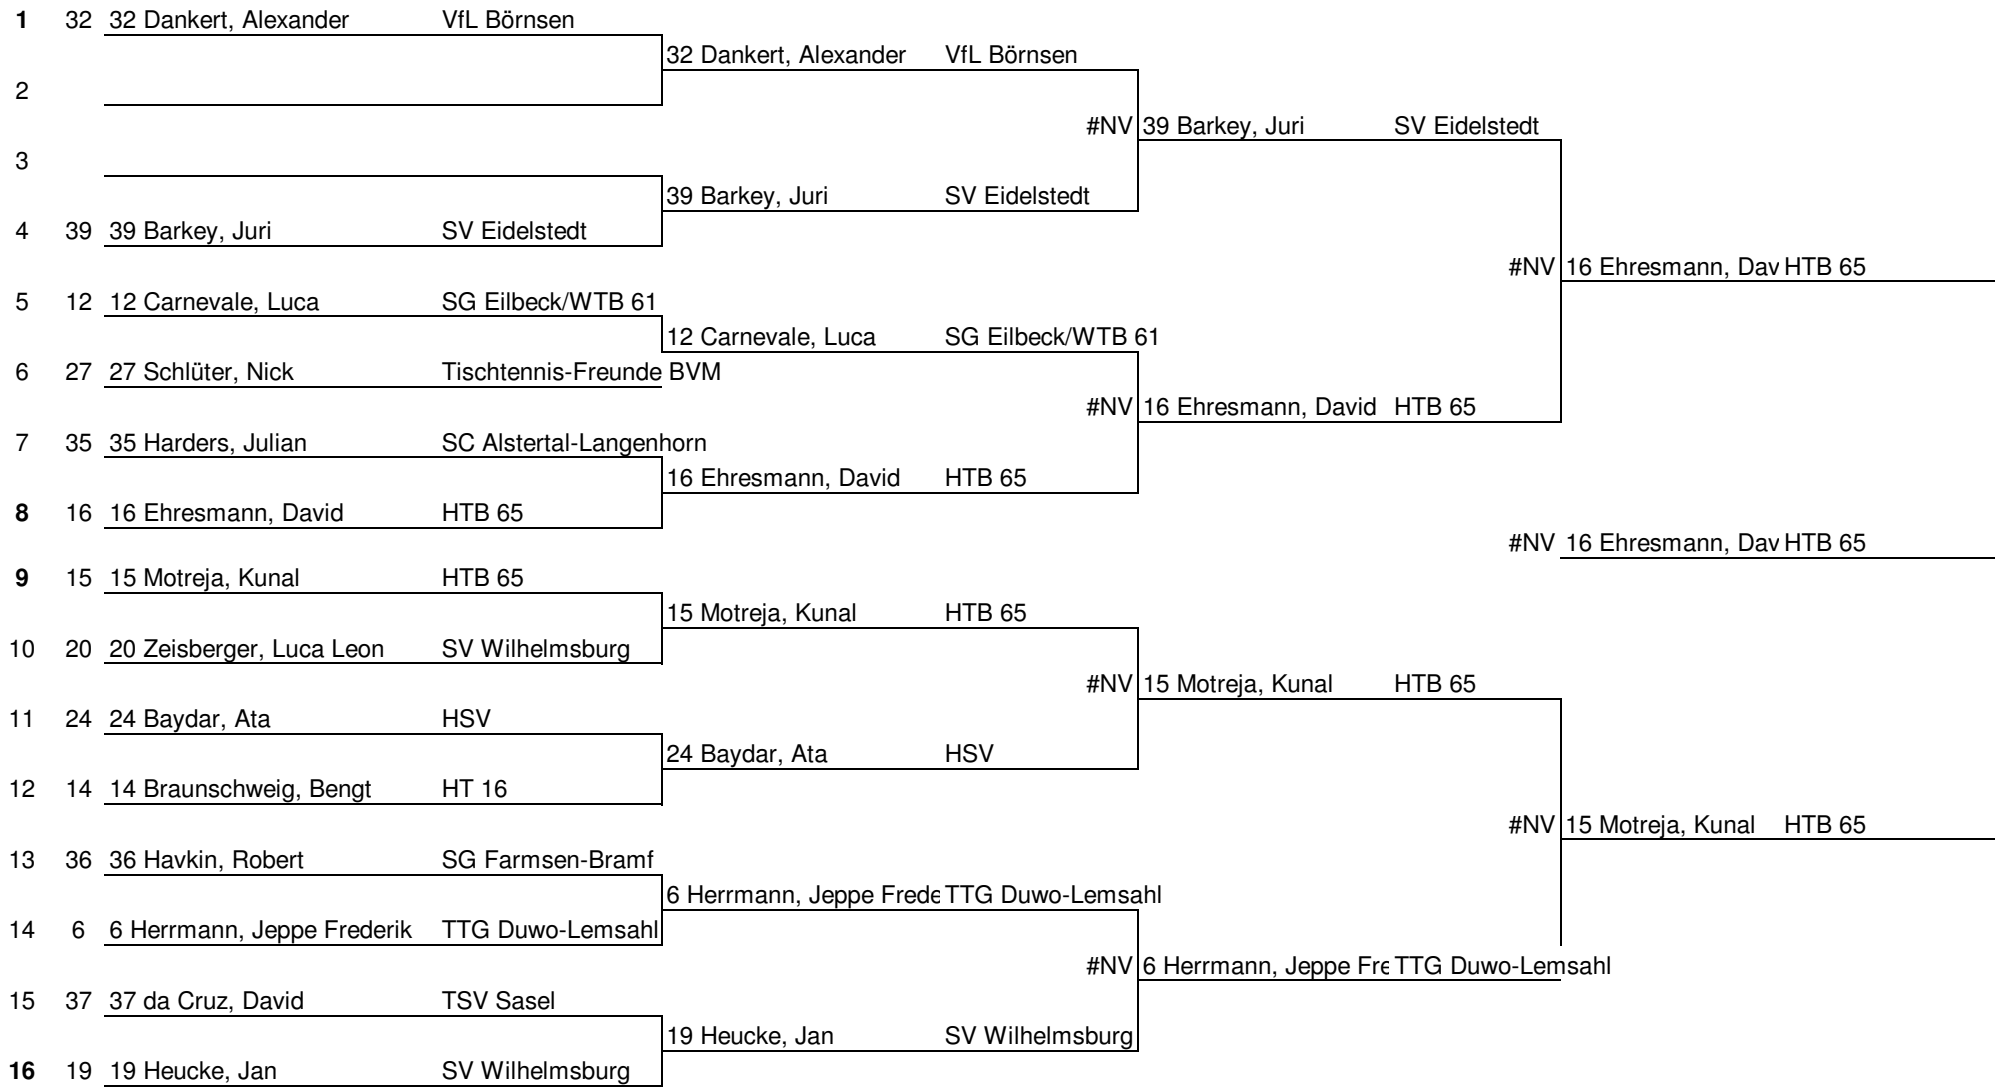 1 32 32 Dankert, Alexander VfL Börnsen
32 Dankert, Alexander VfL Börnsen
2
#NV 39 Barkey, Juri SV Eidelstedt
3
39 Barkey, Juri SV Eidelstedt
4 39 39 Barkey, Juri SV Eidelstedt
#NV 16 Ehresmann, Dav HTB 65
5 12 12 Carnevale, Luca SG Eilbeck/WTB 61
12 Carnevale, Luca SG Eilbeck/WTB 61
6 27 27 Schlüter, Nick Tischtennis-Freunde BVM
#NV 16 Ehresmann, David HTB 65
7 35 35 Harders, Julian SC Alstertal-Langenhorn
16 Ehresmann, David HTB 65
8 16 16 Ehresmann, David HTB 65
#NV 16 Ehresmann, Dav HTB 65
9 15 15 Motreja, Kunal HTB 65
15 Motreja, Kunal HTB 65
10 20 20 Zeisberger, Luca Leon SV Wilhelmsburg
#NV 15 Motreja, Kunal HTB 65
11 24 24 Baydar, Ata HSV
24 Baydar, Ata HSV
12 14 14 Braunschweig, Bengt HT 16
#NV 15 Motreja, Kunal HTB 65
13 36 36 Havkin, Robert SG Farmsen-Bramf
6 Herrmann, Jeppe Frede TTG Duwo-Lemsahl
14 6 6 Herrmann, Jeppe Frederik TTG Duwo-Lemsahl
#NV 6 Herrmann, Jeppe Fre TTG Duwo-Lemsahl
15 37 37 da Cruz, David TSV Sasel
19 Heucke, Jan SV Wilhelmsburg
16 19 19 Heucke, Jan SV Wilhelmsburg